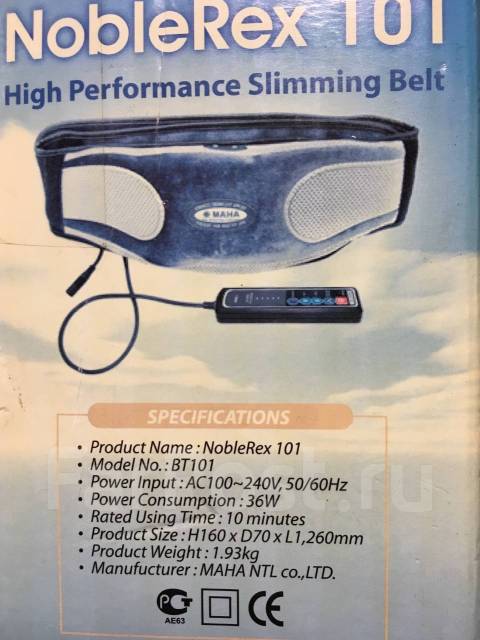 NobleRex 101
High Performance Slimming Belt
MAHA
SPECIFICATIONS
• Product Name : NobleRex 101
• Model No. : BT101
• Power Input : AC100~240V, 50/60Hz
• Power Consumption : 36W
• Rated Using Time : 10 minutes
• Product Size : H160 x D70 x L1,260mm
• Product Weight : 1.93kg
• Manufacturer : MAHA NTL co.,LTD.
AE63
CE